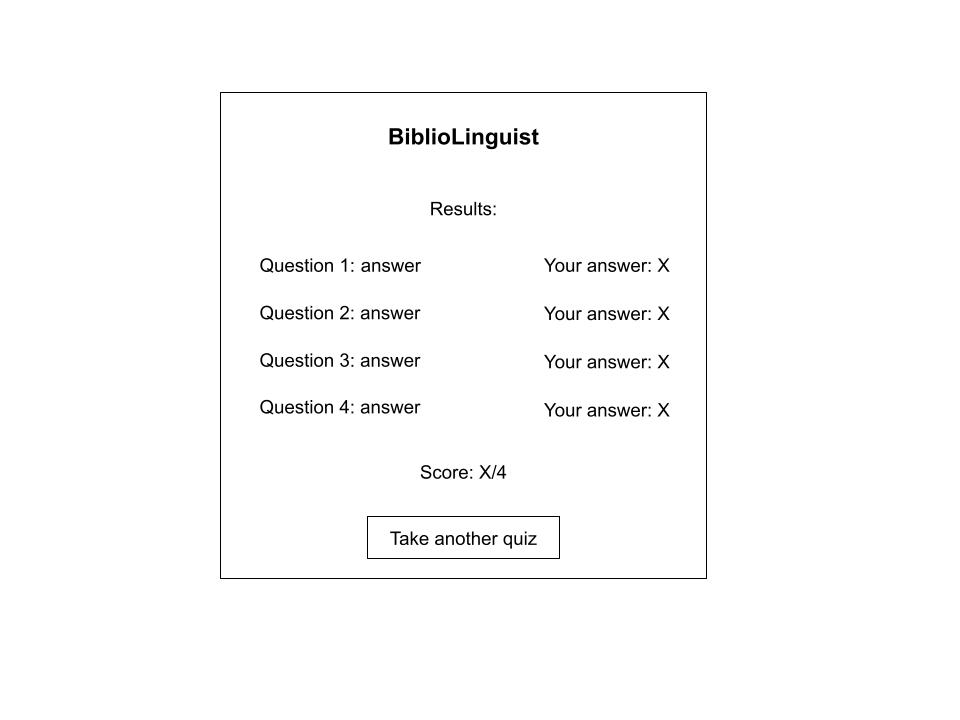 BiblioLinguist
Results:
Question 1: answer
Your answer: X
Question 2: answer
Your answer: X
Question 3: answer
Your answer: X
Question 4: answer
Your answer: X
Score: X/4
Take another quiz